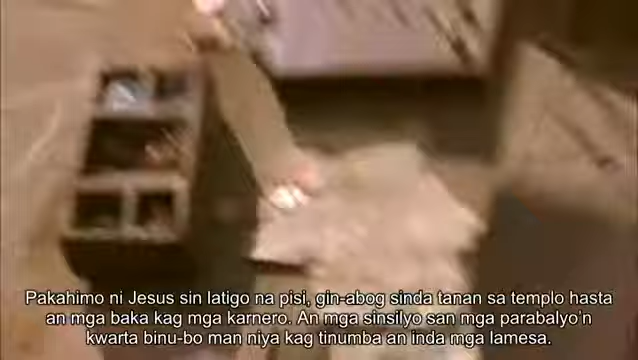 Pakahimo ni Jesus sin latigo na pisi, gin-abog sinda tanan sa templo hasta
an mga baka kag mga karnero. An mga sinsilyo san mga parabalyo'n
kwarta binu-bo man niya kag tinumba an inda mga lamesa.